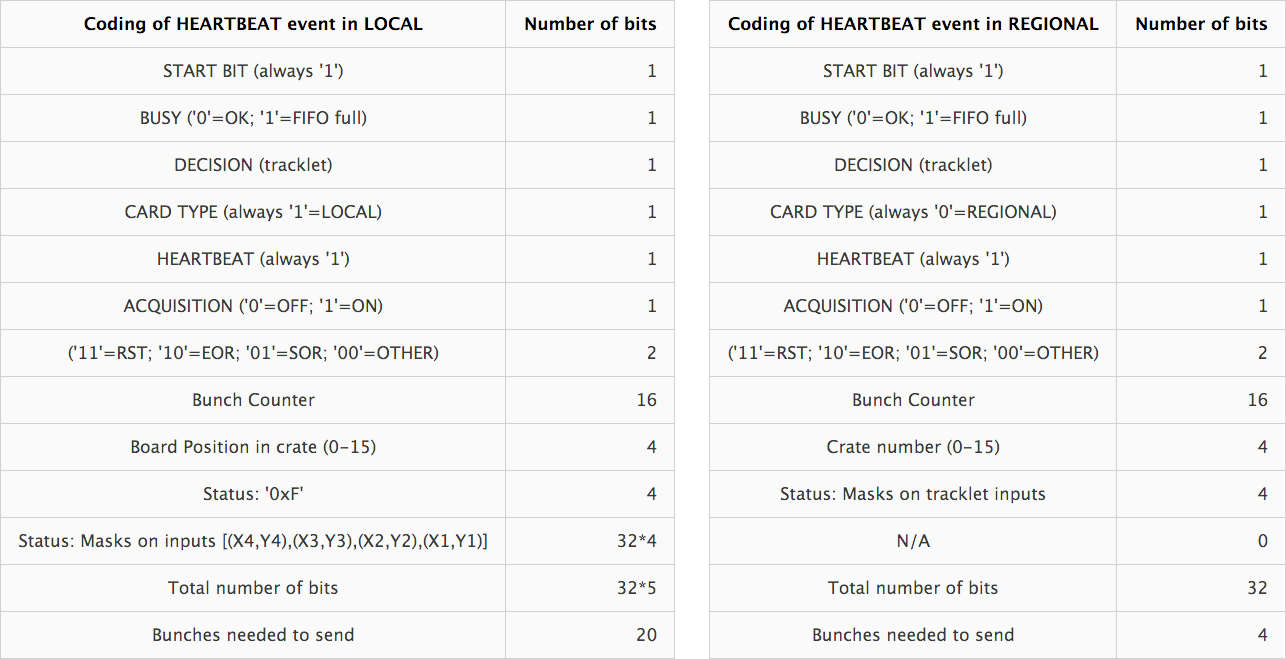 Coding of HEARTBEAT event in LOCAL Number of bits
START BIT (always '1') 1
BUSY ('0'=OK; '1'=FIFO full) 1
DECISION (tracklet) 1
CARD TYPE (always '1'=LOCAL) 1
HEARTBEAT (always '1') 1
ACQUISITION ('0'=OFF; '1'=ON) 1
('11'=RST; '10'=EOR; '01'=SOR; '00'=OTHER) 2
Bunch Counter 16
Board Position in crate (0-15) 4
Status: '0xF' 4
Status: Masks on inputs [(X4,Y4),(X3,Y3),(X2,Y2),(X1,Y1)] 32*4
Total number of bits 32*5
Bunches needed to send 20
Coding of HEARTBEAT event in REGIONAL Number of bits
START BIT (always '1') 1
BUSY ('0'=OK; '1'=FIFO full) 1
DECISION (tracklet) 1
CARD TYPE (always '0'=REGIONAL) 1
HEARTBEAT (always '1') 1
ACQUISITION ('0'=OFF; '1'=ON) 1
('11'=RST; '10'=EOR; '01'=SOR; '00'=OTHER) 2
Bunch Counter 16
Crate number (0-15) 4
Status: Masks on tracklet inputs 4
N/A 0
Total number of bits 32
Bunches needed to send 4